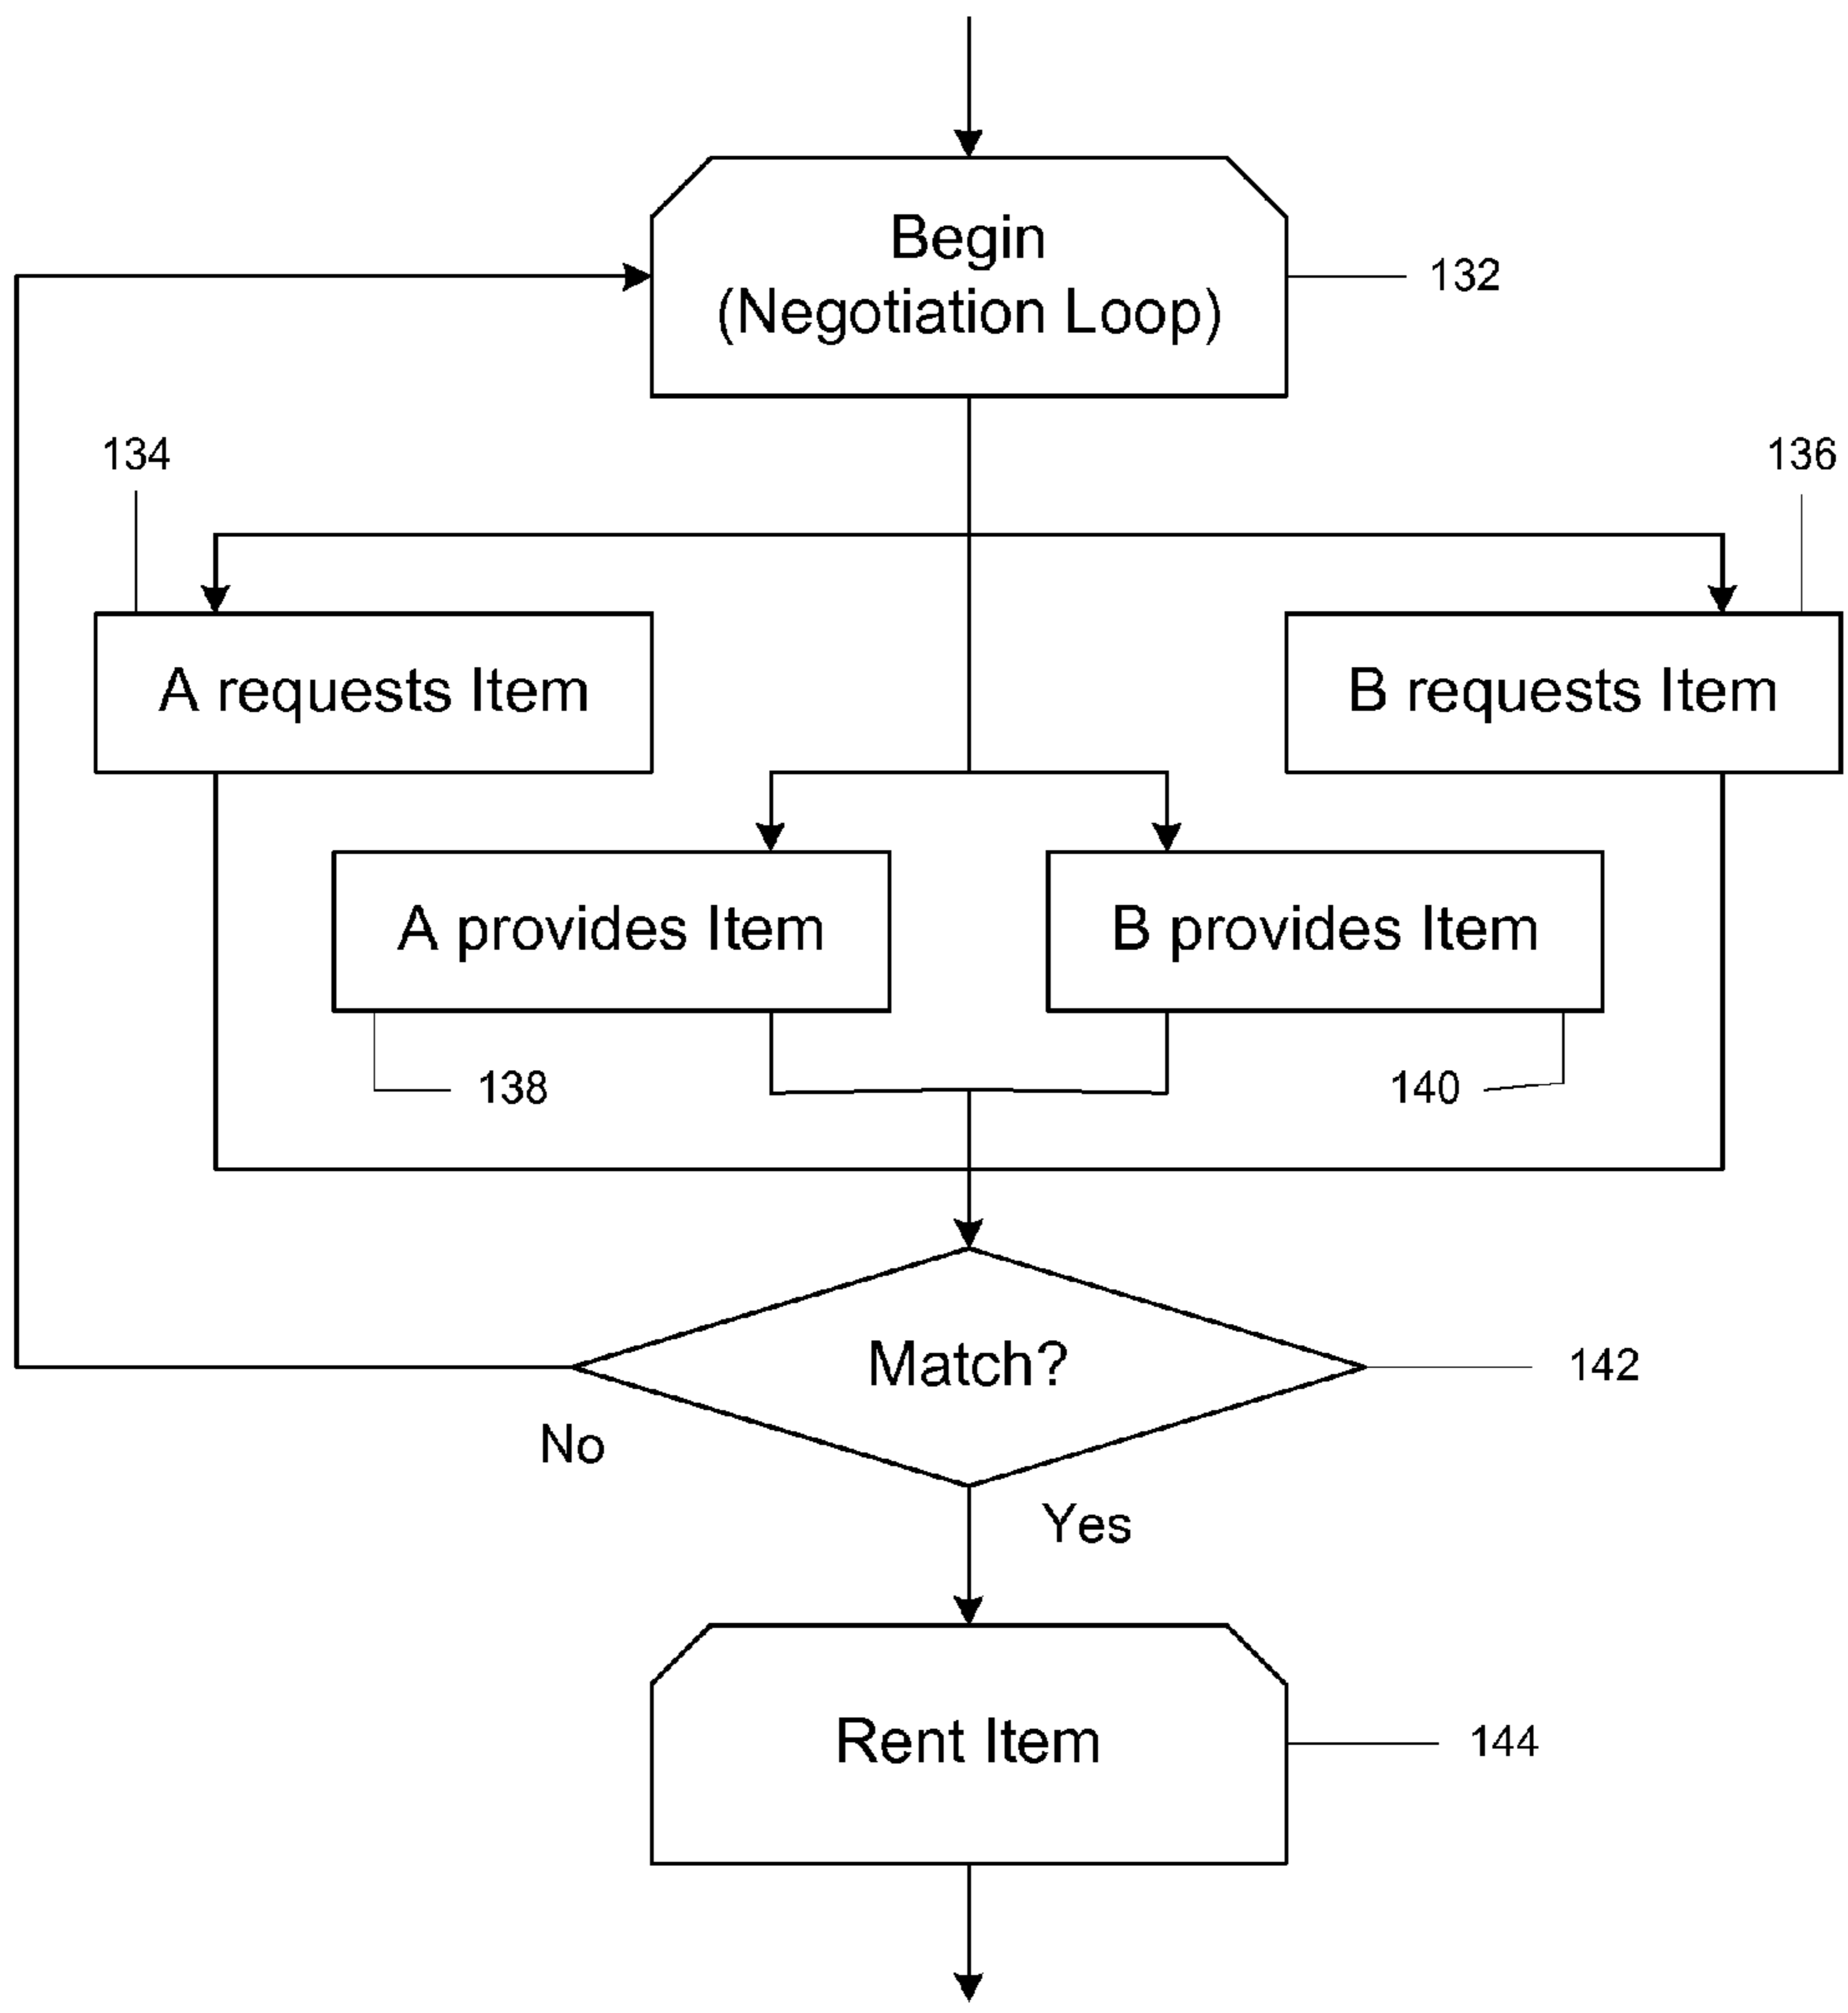 Begin
(Negotiation Loop)
132
134
136
A requests Item
B requests Item
A provides Item
B provides Item
138
140
Match?
142
No
Yes
Rent Item
144